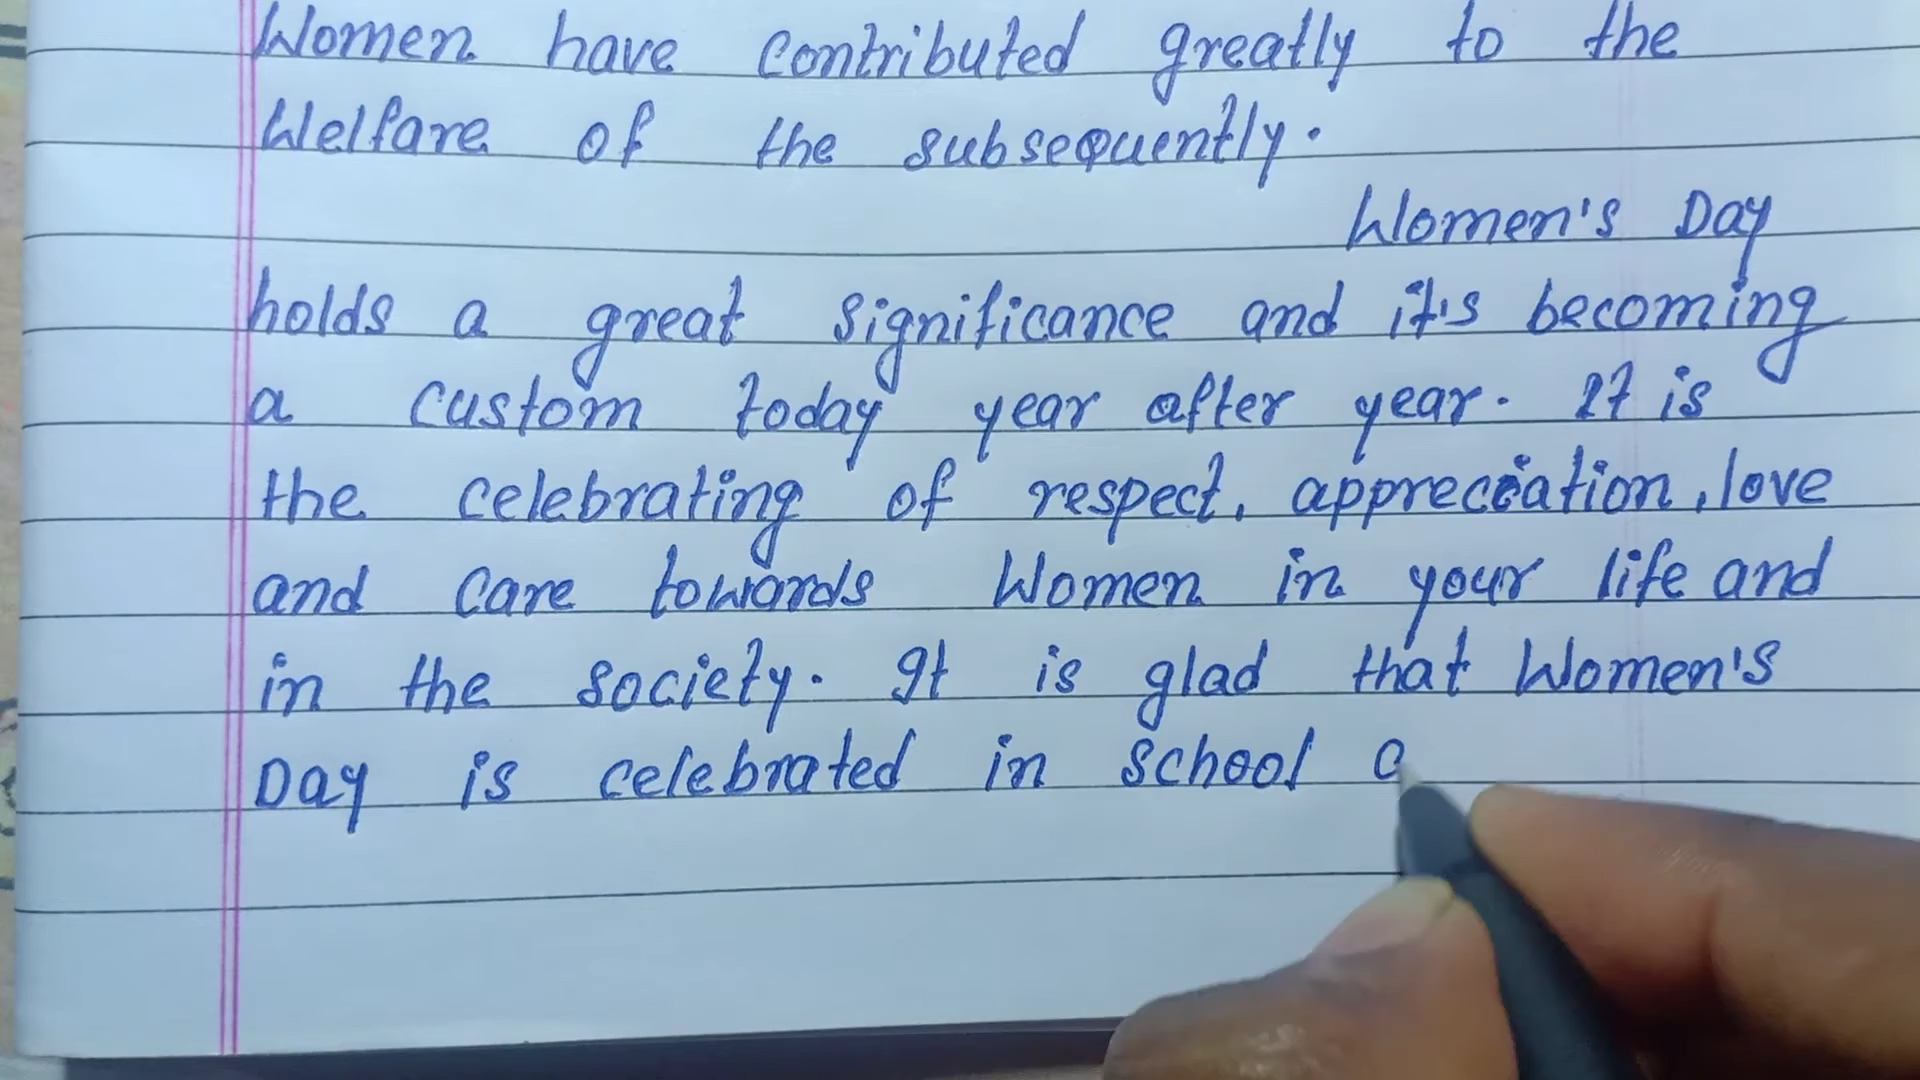 Women have contributed greatly to the
Welfare of the subsequently.
Women's Day
holds a great significance and it's becoming
a custom today year after year. It is
the celebrating of respect, appreciation, love
and care towards Women in your life and
in the society. It is glad that Women's
Day is celebrated in school